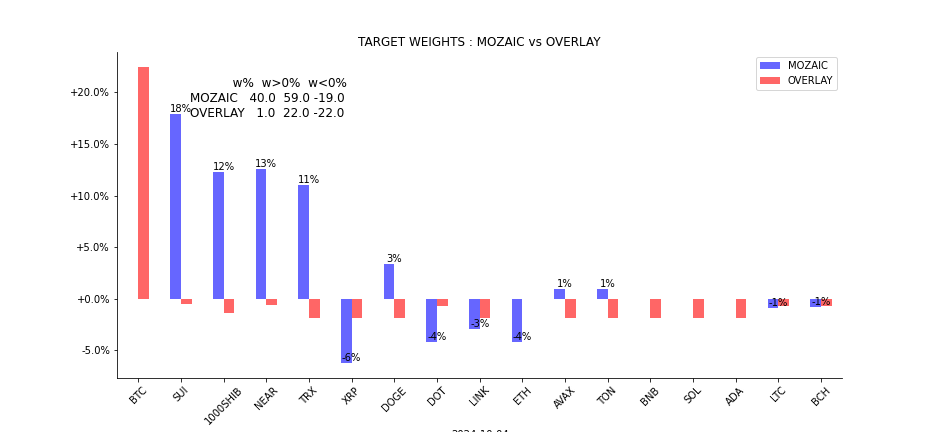 TARGET WEIGHTS : MOZAIC vs OVERLAY
MOZAIC
OVERLAY
w% w>0% w<0%
MOZAIC 40.0 59.0 -19.0
OVERLAY 1.0 22.0 -22.0
+20.0%
+15.0%
+10.0%
+5.0%
+0.0%
-5.0%
18%
12%
13%
11%
-6%
3%
-4%
-3%
-4%
1%
1%
-1%
-1%
BTC
SUI
1000SHIB
NEAR
TRX
XRP
DOGE
DOT
LINK
ETH
AVAX
TON
BNB
SOL
ADA
LTC
BCH